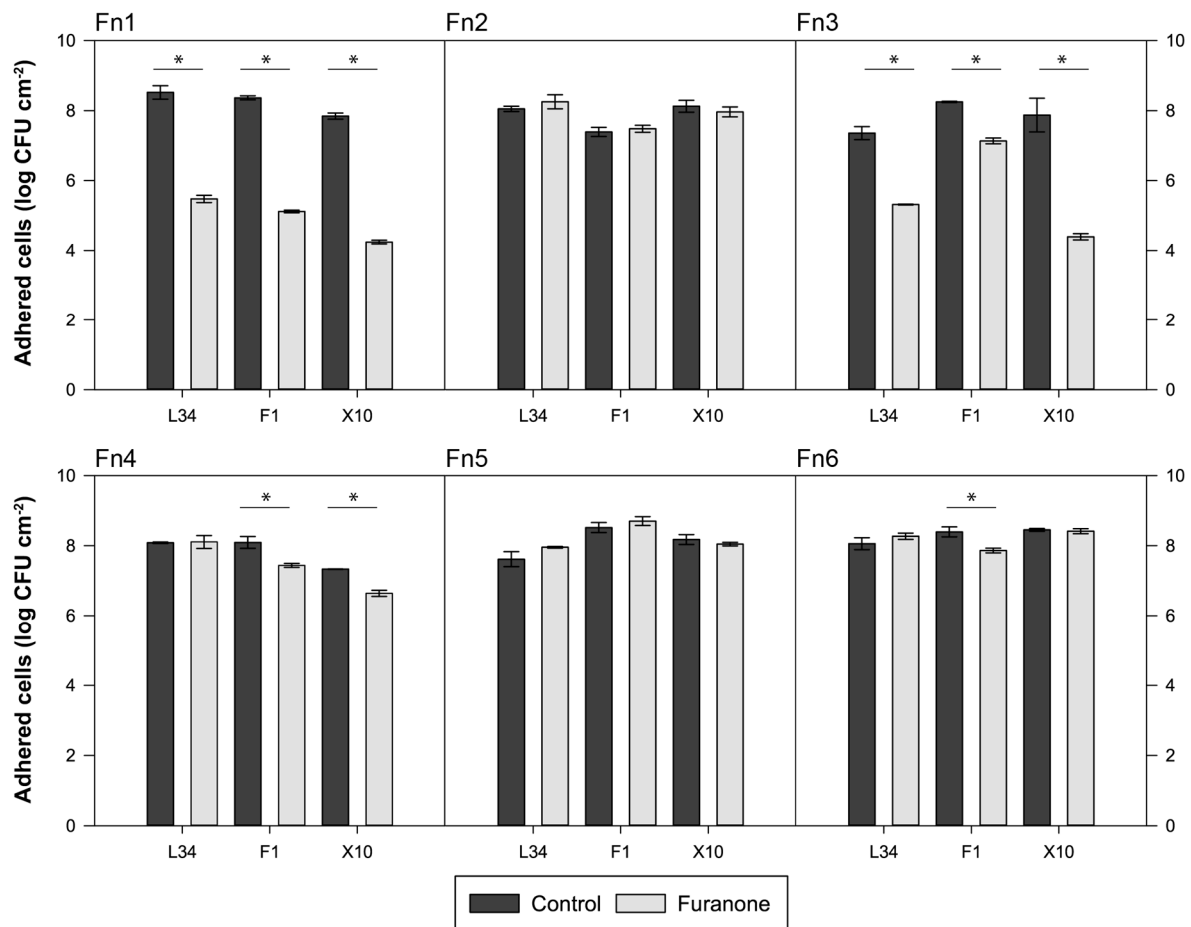 Fn1 Fn2 Fn3
10 10
* * * * * *
8 8
6 6
4 4
2 2
0 0
Adhered cells (log CFU cm-2)
L34 F1 X10 L34 F1 X10 L34 F1 X10
Fn4 Fn5 Fn6
10 10
* * *
8 8
6 6
4 4
2 2
0 0
Adhered cells (log CFU cm-2)
L34 F1 X10 L34 F1 X10 L34 F1 X10
Control Furanone